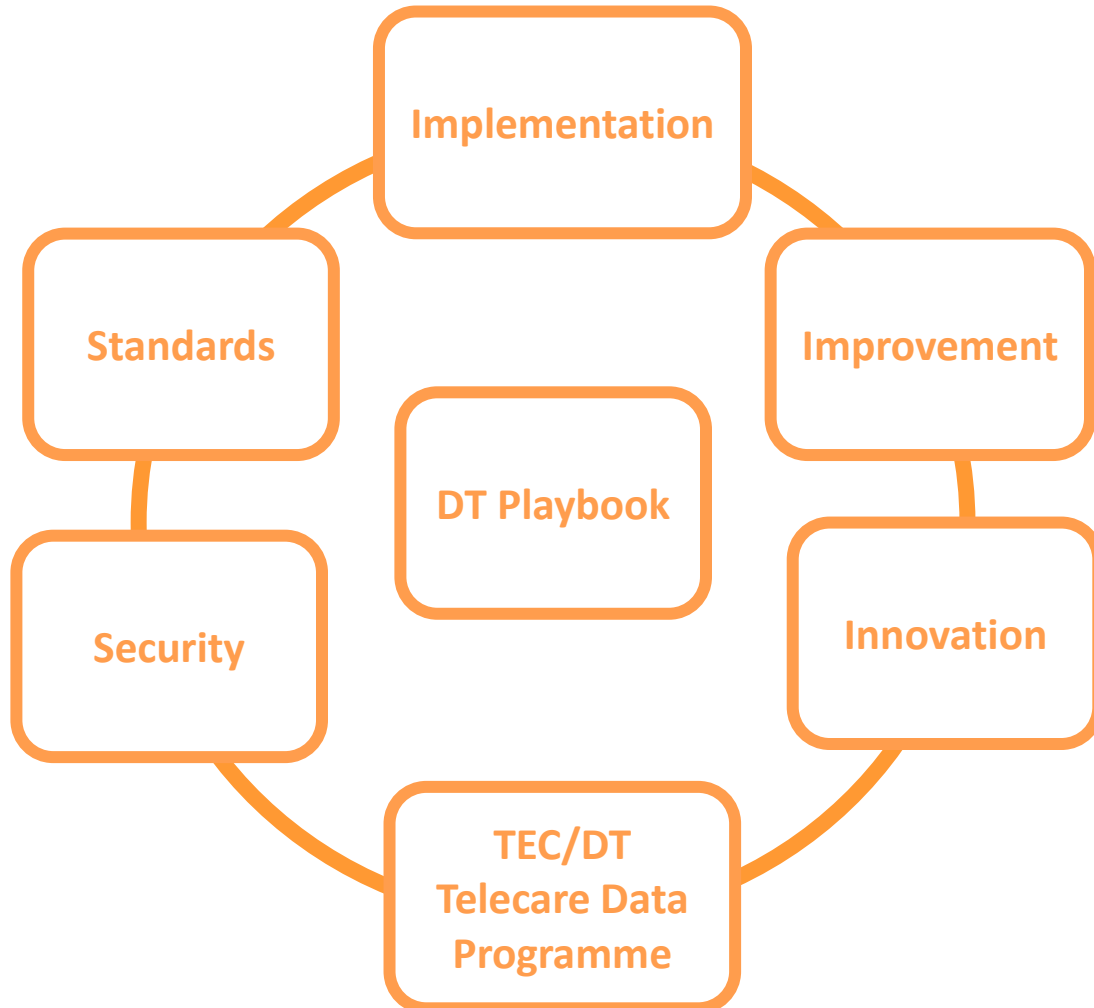 Implementation
Standards
Improvement
DT Playbook
Security
Innovation
TEC/DT
Telecare Data
Programme